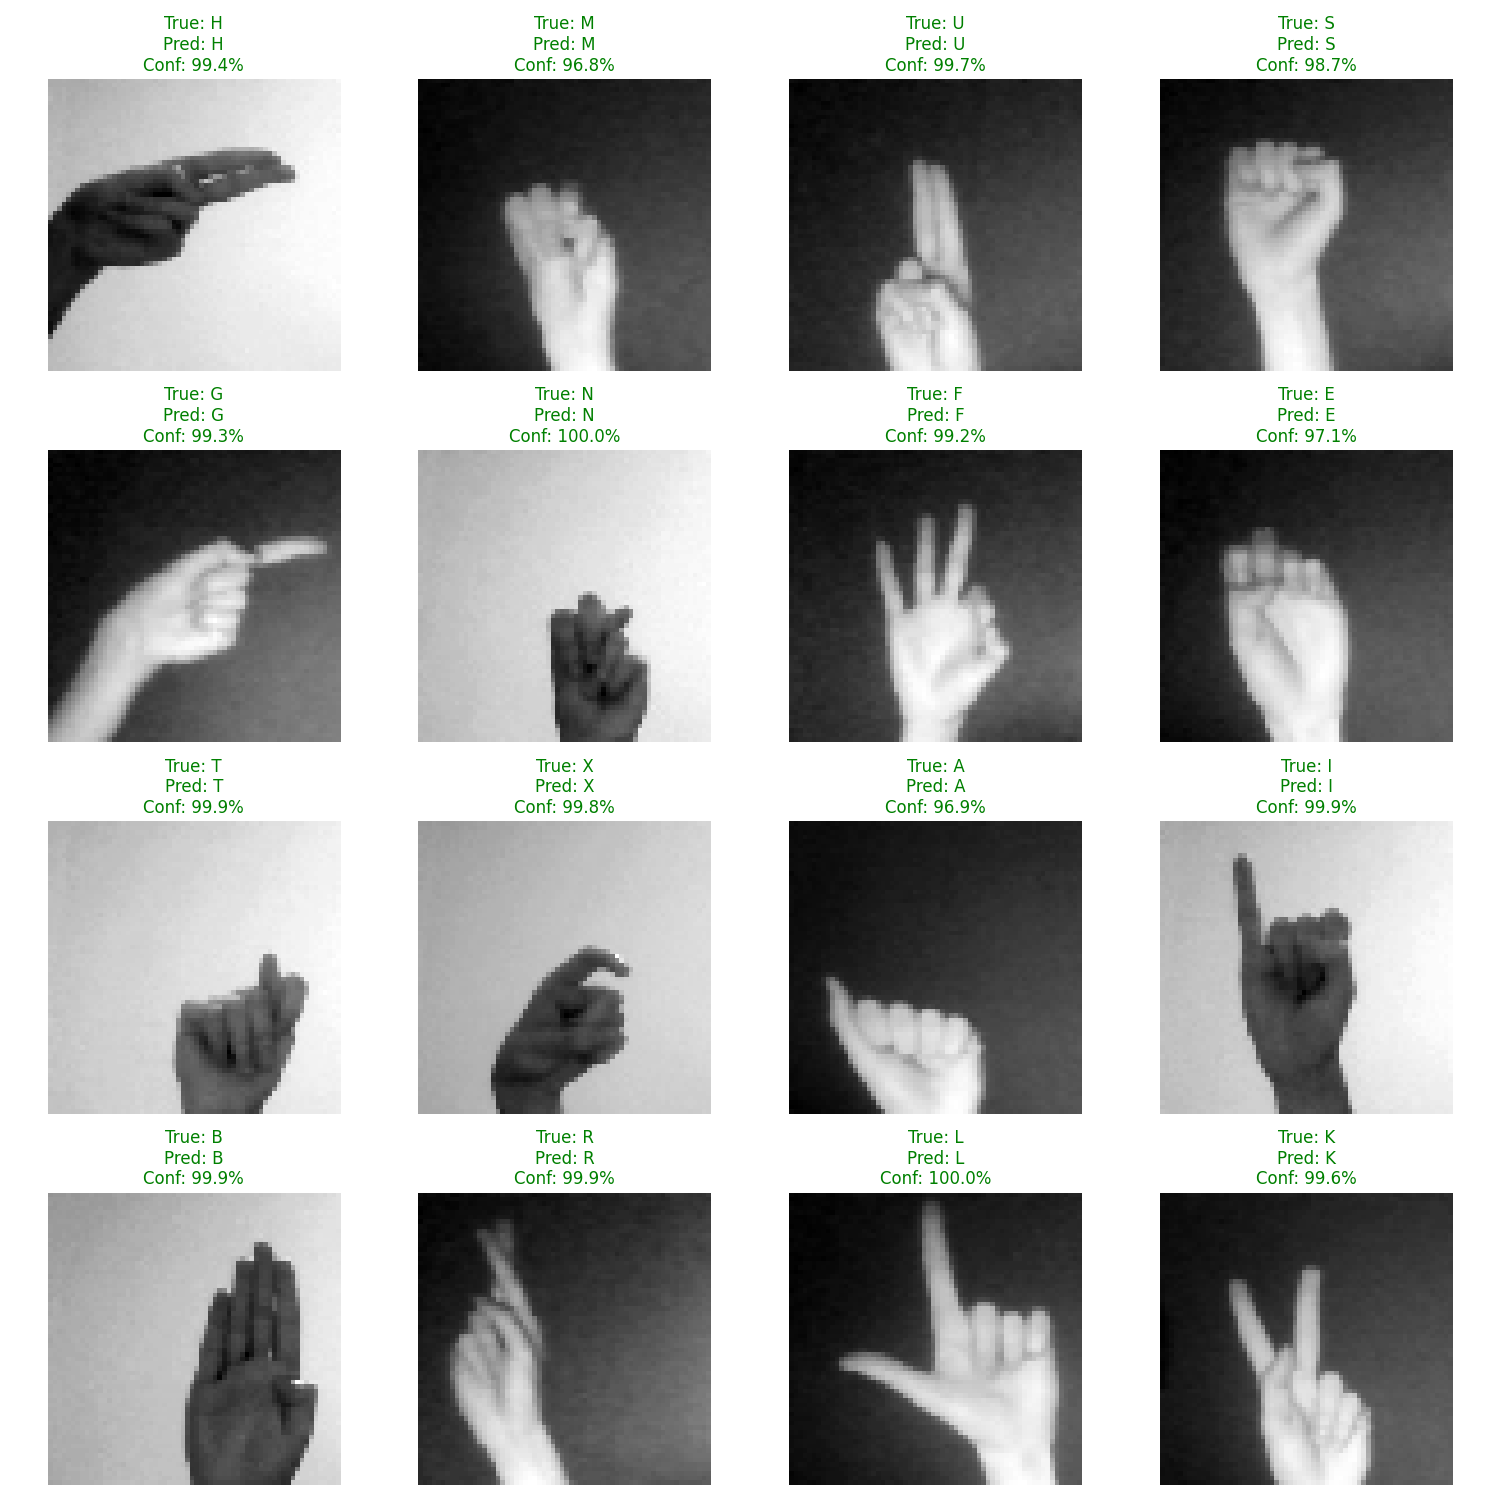 True: H
Pred: H
Conf: 99.4%
True: M
Pred: M
Conf: 96.8%
True: U
Pred: U
Conf: 99.7%
True: S
Pred: S
Conf: 98.7%
True: G
Pred: G
Conf: 99.3%
True: N
Pred: N
Conf: 100.0%
True: F
Pred: F
Conf: 99.2%
True: E
Pred: E
Conf: 97.1%
True: T
Pred: T
Conf: 99.9%
True: X
Pred: X
Conf: 99.8%
True: A
Pred: A
Conf: 96.9%
True: I
Pred: I
Conf: 99.9%
True: B
Pred: B
Conf: 99.9%
True: R
Pred: R
Conf: 99.9%
True: L
Pred: L
Conf: 100.0%
True: K
Pred: K
Conf: 99.6%